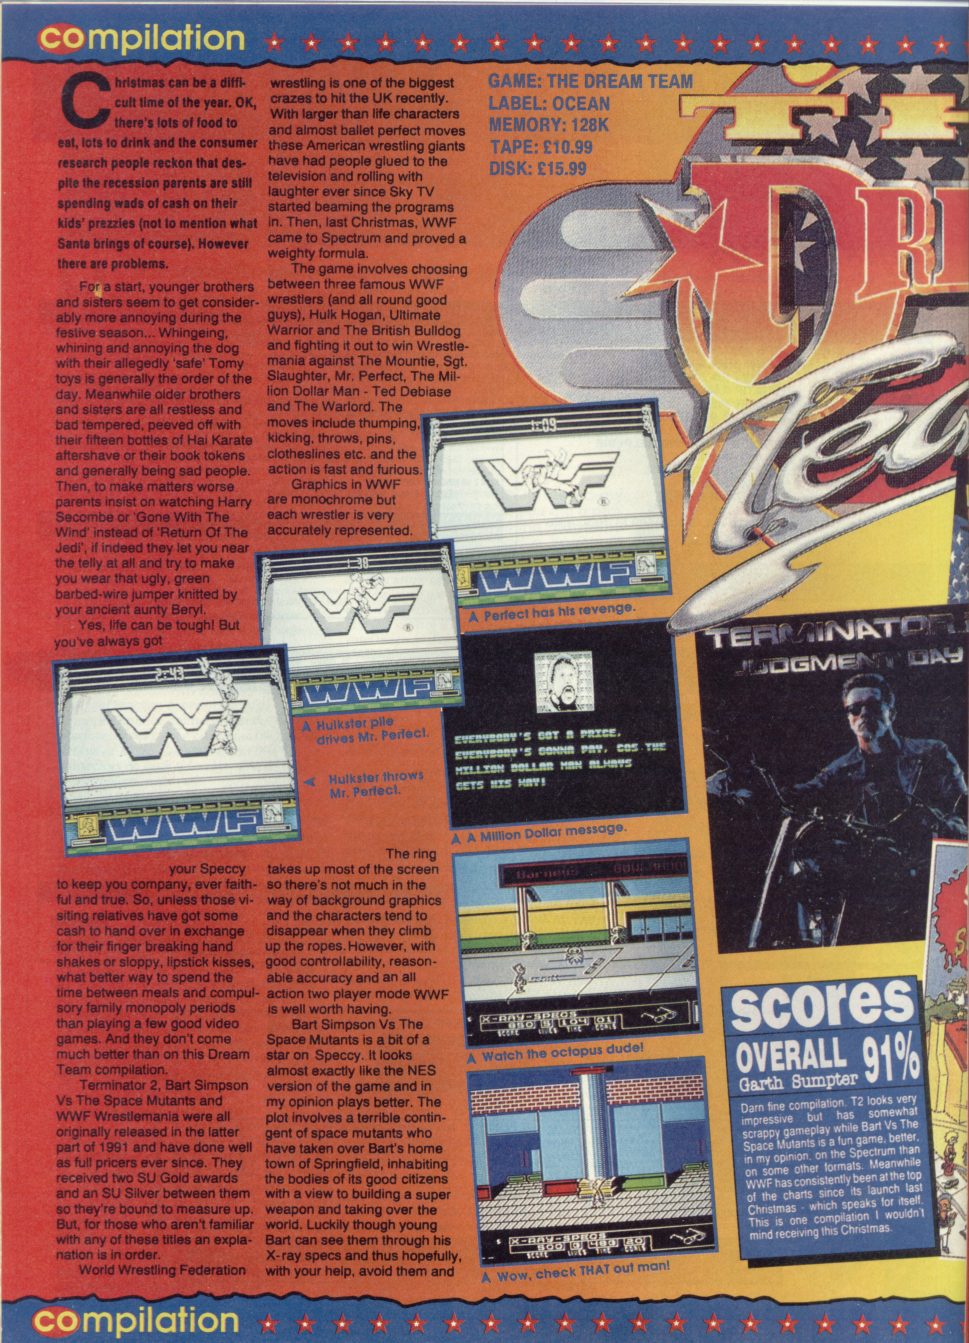 compilation
Christmas can be a diffi-
cult time of the year. OK,
there's lots of food to
eat, lots to drink and the consumer
research people reckon that des-
pite the recession parents are still
spending wads of cash on their
kids' prezzies (not to mention what
Santa brings of course). However
there are problems.
For a start, younger brothers
and sisters seem to get consider-
ably more annoying during the
festive season... Whingeing,
whining and annoying the dog
with their allegedly 'safe' Tomy
toys is generally the order of the
day. Meanwhile older brothers
and sisters are all restless and
bad tempered, peeved off with
their fifteen bottles of Hai Karate
aftershave or their book tokens
and generally being sad people.
Then, to make matters worse
parents insist on watching Harry
Secombe or 'Gone With The
Wind' instead of 'Return Of The
Jedi', if indeed they let you near
the telly at all and try to make
you wear that ugly, green
barbed-wire jumper knitted by
your ancient aunty Beryl.
Yes, life can be tough! But
you've always got
your Speccy
to keep you company, ever faith-
ful and true. So, unless those vi-
siting relatives have got some
cash to hand over in exchange
for their finger breaking hand
shakes or sloppy, lipstick kisses,
what better way to spend the
time between meals and compul-
sory family monopoly periods
than playing a few good video
games. And they don't come
much better than on this Dream
Team compilation.
Terminator 2, Bart Simpson
Vs The Space Mutants and
WWF Wrestlemania were all
originally released in the latter
part of 1991 and have done well
as full pricers ever since. They
received two SU Gold awards
and an SU Silver between them
so they're bound to measure up.
But, for those who aren't familiar
with any of these titles an expla-
nation is in order.
World Wrestling Federation
wrestling is one of the biggest
crazes to hit the UK recently.
With larger than life characters
and almost ballet perfect moves
these American wrestling giants
have had people glued to the
television and rolling with
laughter ever since Sky TV
started beaming the programs
in. Then, last Christmas, WWF
came to Spectrum and proved a
weighty formula.
The game involves choosing
between three famous WWF
wrestlers (and all round good
guys), Hulk Hogan, Ultimate
Warrior and The British Bulldog
and fighting it out to win Wrestle-
mania against The Mountie, Sgt.
Slaughter, Mr. Perfect, The Mil-
lion Dollar Man - Ted Debiase
and The Warlord. The
moves include thumping,
kicking, throws, pins,
clotheslines etc. and the
action is fast and furious.
Graphics in WWF
are monochrome but
each wrestler is very
accurately represented.
The ring
takes up most of the screen
so there's not much in the
way of background graphics
and the characters tend to
disappear when they climb
up the ropes. However, with
good controllability, reason-
able accuracy and an all
action two player mode WWF
is well worth having.
Bart Simpson Vs The
Space Mutants is a bit of a
star on Speccy. It looks
almost exactly like the NES
version of the game and in
my opinion plays better. The
plot involves a terrible contin-
gent of space mutants who
have taken over Bart's home
town of Springfield, inhabiting
the bodies of its good citizens
with a view to building a super
weapon and taking over the
world. Luckily though young
Bart can see them through his
X-ray specs and thus hopefully,
with your help, avoid them and
GAME: THE DREAM TEAM
LABEL: OCEAN
MEMORY: 128K
TAPE: £10.99
DISK: £15.99
1:09
WF
®
WWF
Perfect has his revenge.
1:38
WF
®
WWF
Hulkster pile
drives Mr. Perfect.
2:43
WF
WWF
Hulkster throws
Mr. Perfect.
EVERYBODY'S GOT A PRICE,
EVERYBODY'S GONNA PAY, COS THE
MILLION DOLLAR MAN ALWAYS
GETS HIS WAY!
A Million Dollar message.
X-RAY-SPECS
850 5 104 01
SCORE LIVES TIME COINS
Watch the octopus dude!
X-RAY-SPECS
Wow, check THAT out man!
TERMINATOR
JUDGMENT DAY
scores
OVERALL 91%
Garth Sumpter
Darn fine compilation. T2 looks very
impressive but has somewhat
scrappy gameplay while Bart Vs The
Space Mutants is a fun game, better,
in my opinion, on the Spectrum than
on some other formats. Meanwhile
WWF has consistently been at the top
of the charts since its launch last
Christmas - which speaks for itself.
This is one compilation I wouldn't
mind receiving this Christmas.
compilation